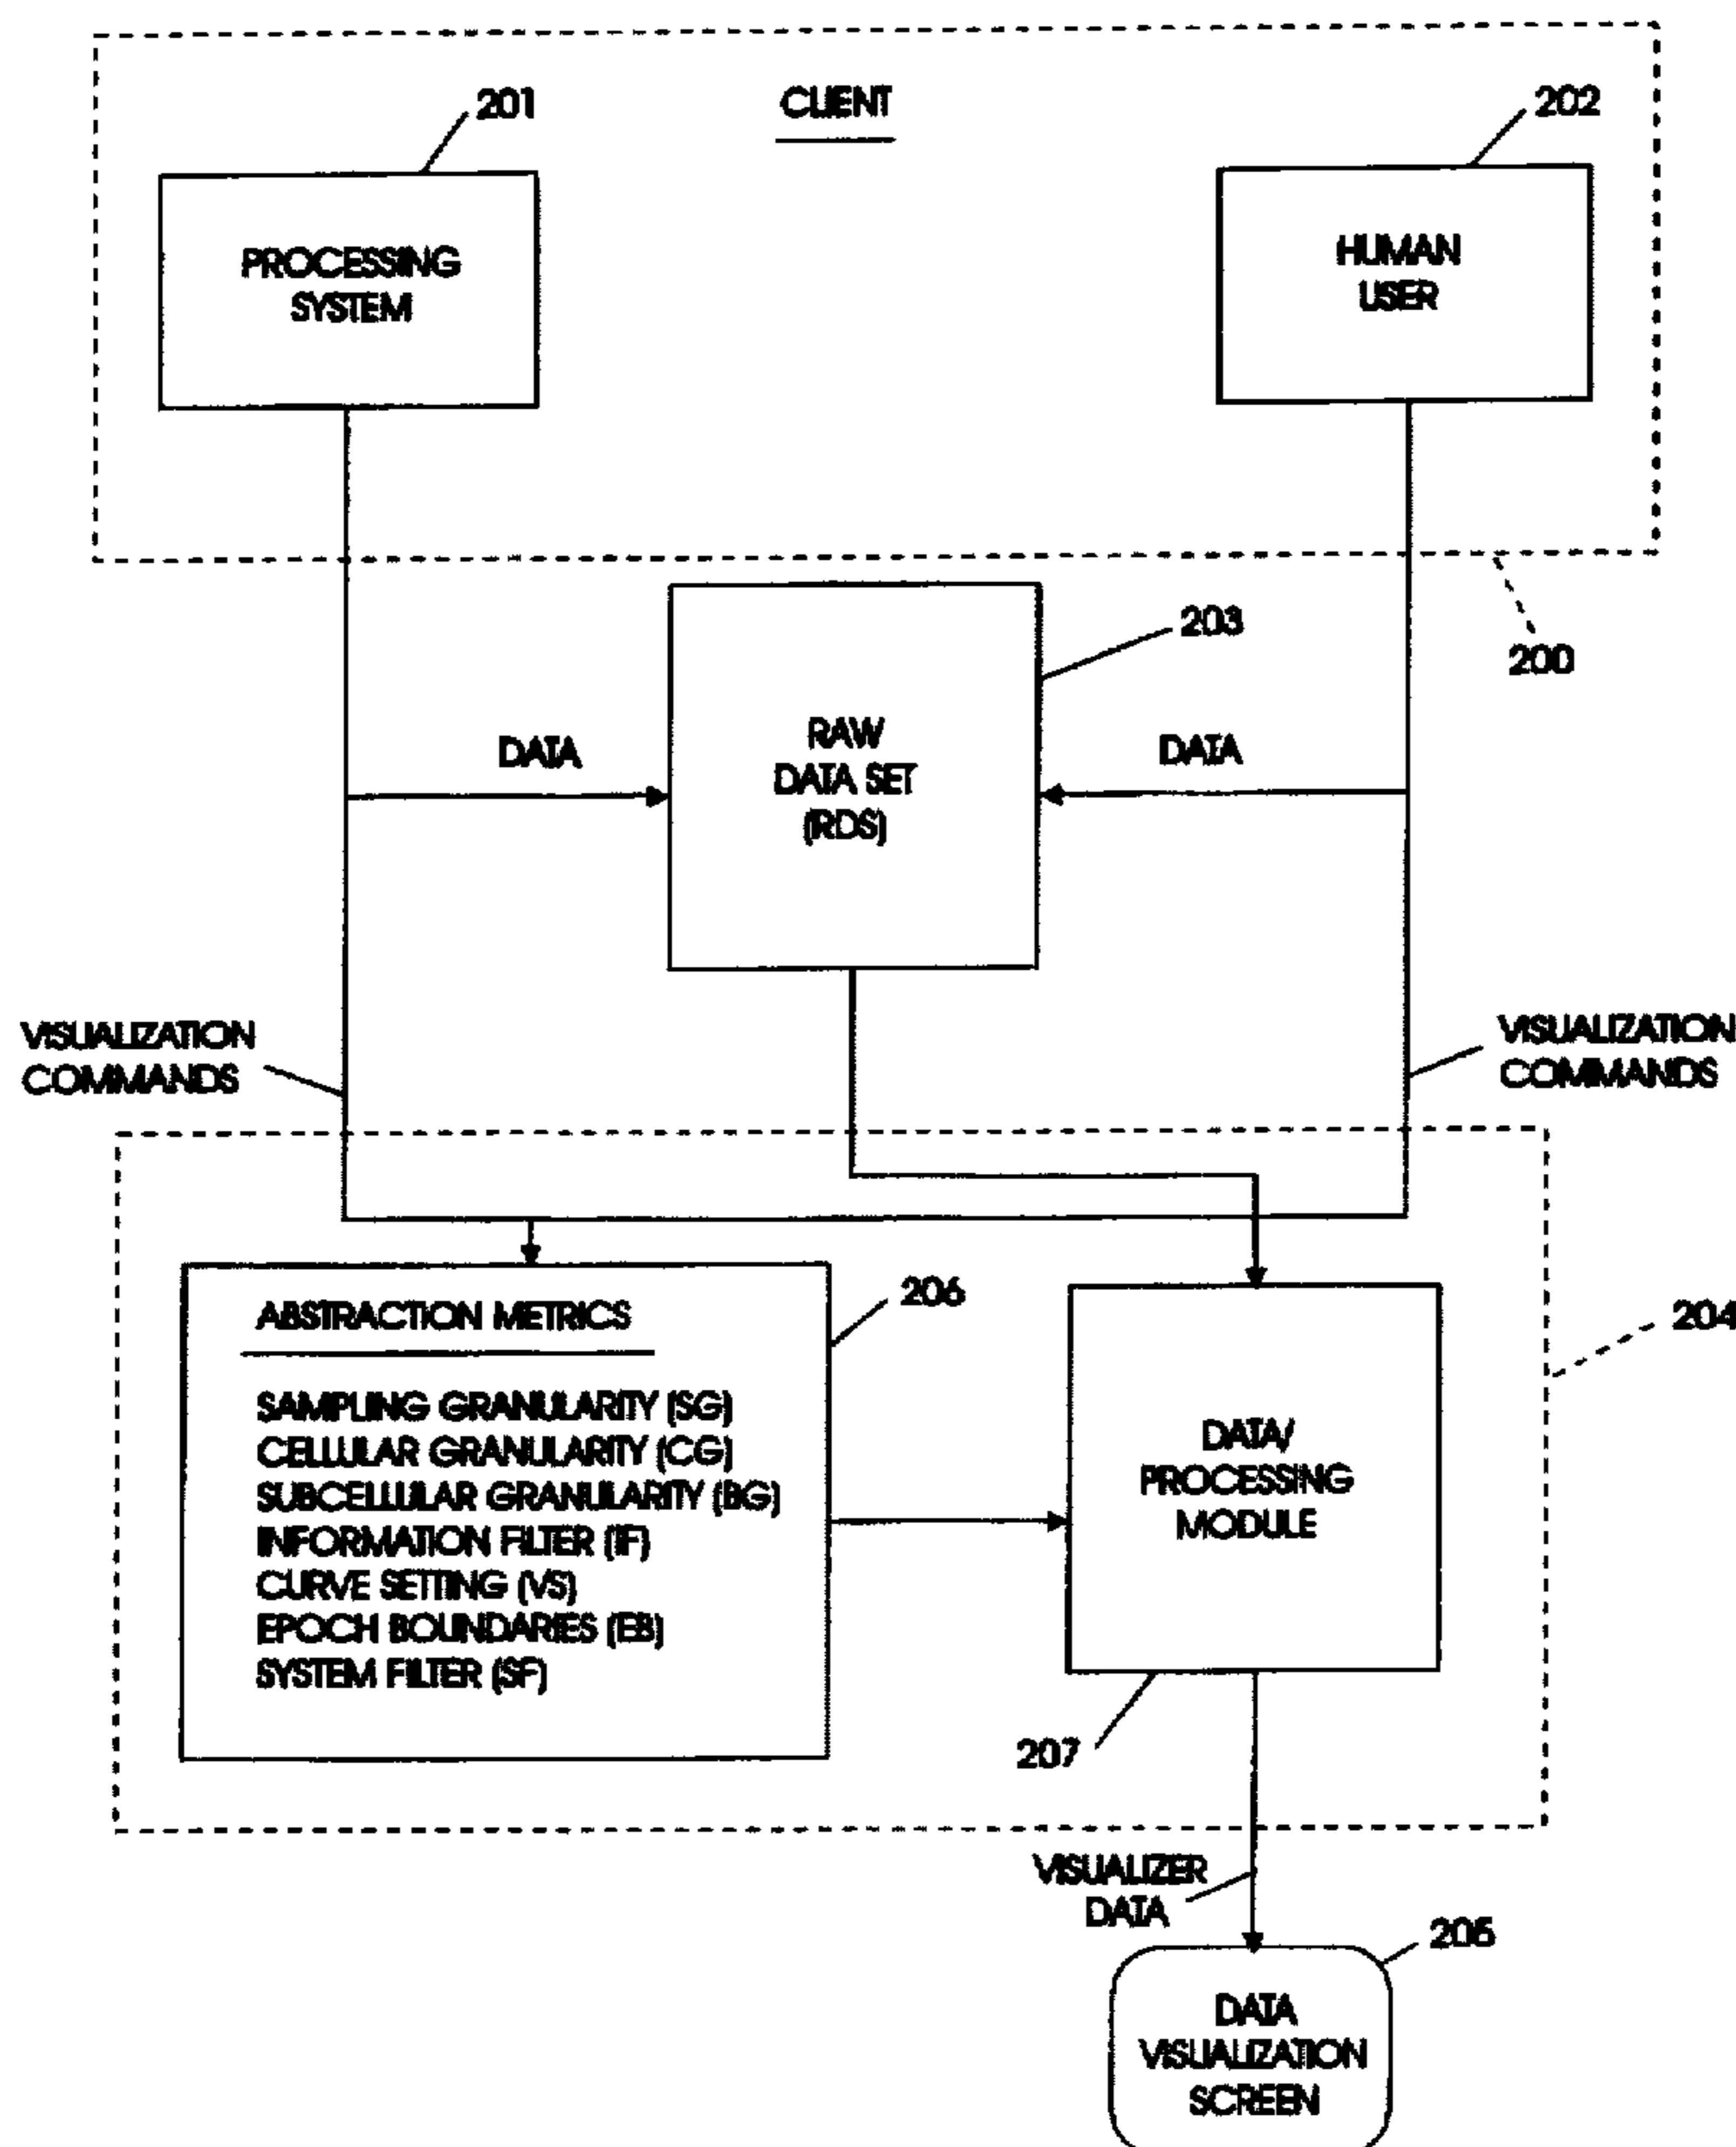 CLIENT
201
202
PROCESSING
SYSTEM
HUMAN
USER
203
200
DATA
RAW
DATA SET
(RDS)
DATA
VISUALIZATION
COMMANDS
VISUALIZATION
COMMANDS
206
204
ABSTRACTION METRICS
SAMPLING GRANULARITY (SG)
CELLULAR GRANULARITY (CG)
SUBCELLULAR GRANULARITY (BG)
INFORMATION FILTER (IF)
CURVE SETTING (VS)
EPOCH BOUNDARIES (EB)
SYSTEM FILTER (SF)
DATA/
PROCESSING
MODULE
207
VISUALIZER
DATA
205
DATA
VISUALIZATION
SCREEN